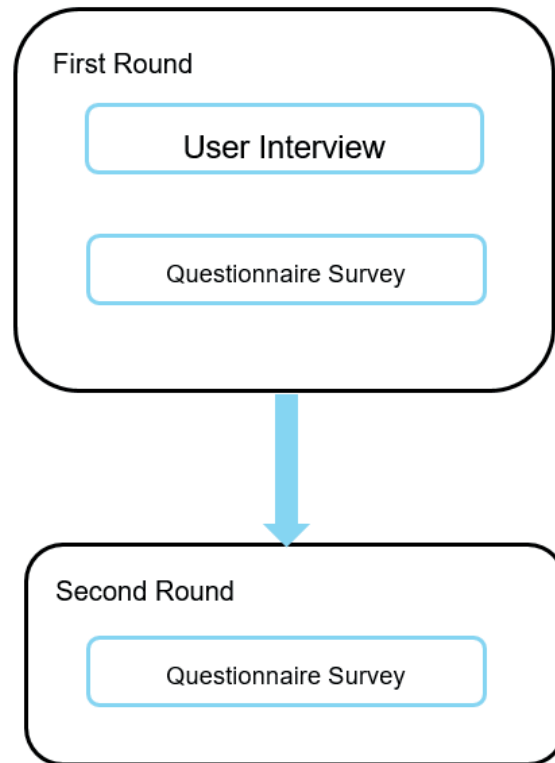 First Round
User Interview
Questionnaire Survey
Second Round
Questionnaire Survey